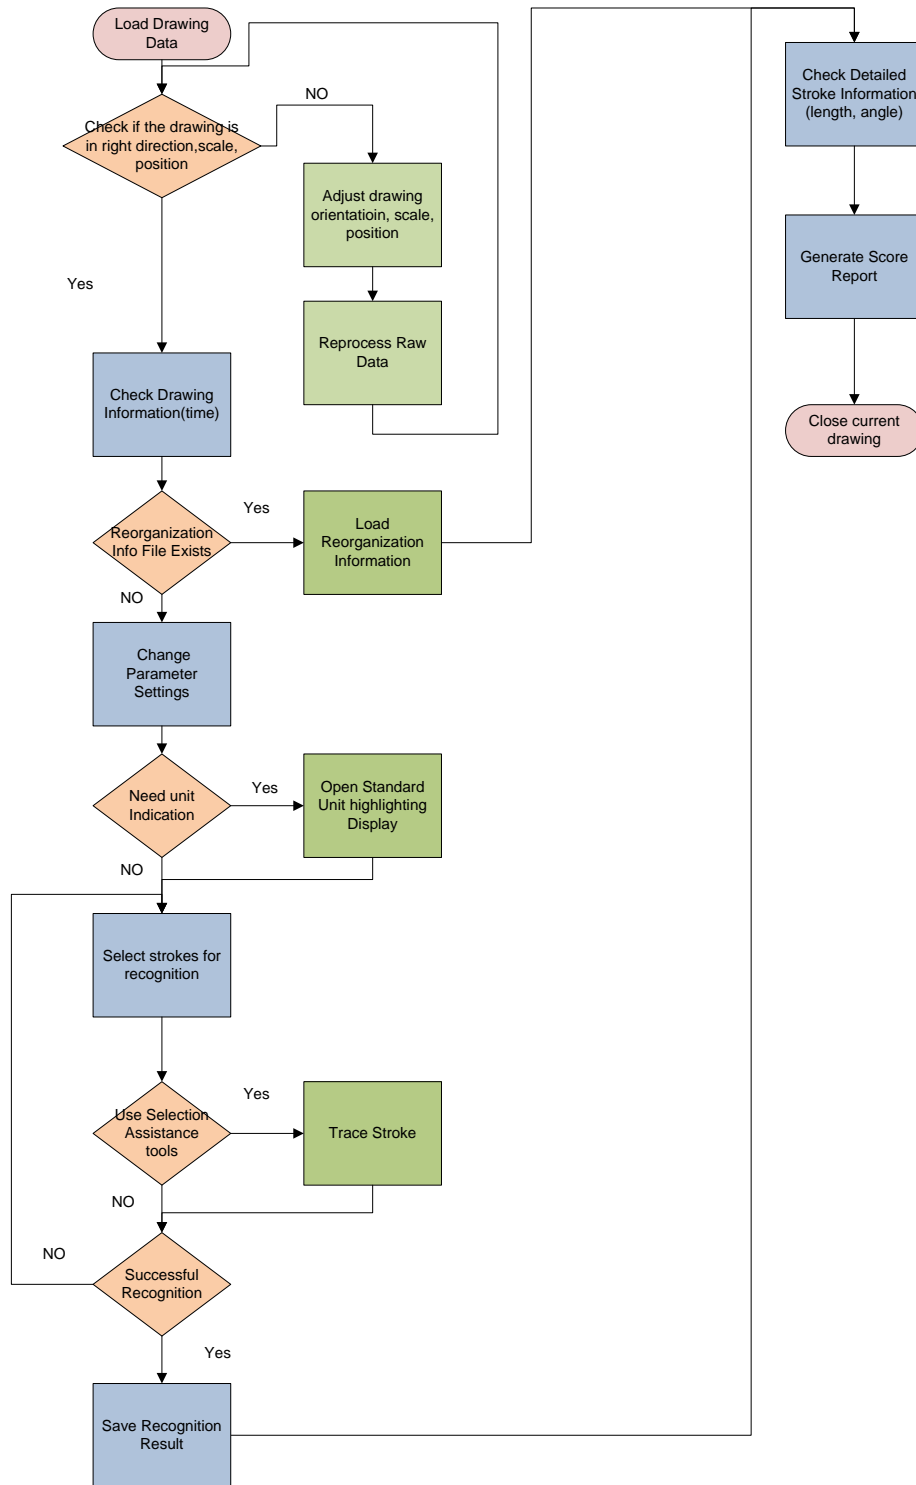 Load Drawing
Data
Check if the drawing is
in right direction,scale,
position
NO
Adjust drawing
orientatioin, scale,
position
Reprocess Raw
Data
Yes
Check Drawing
Information(time)
Reorganization
Info File Exists
Yes
Load
Reorganization
Information
NO
Change
Parameter
Settings
Need unit
Indication
Yes
Open Standard
Unit highlighting
Display
NO
Select strokes for
recognition
Use Selection
Assistance
tools
Yes
Trace Stroke
NO
Successful
Recognition
NO
Yes
Save Recognition
Result
Check Detailed
Stroke Information
(length, angle)
Generate Score
Report
Close current
drawing